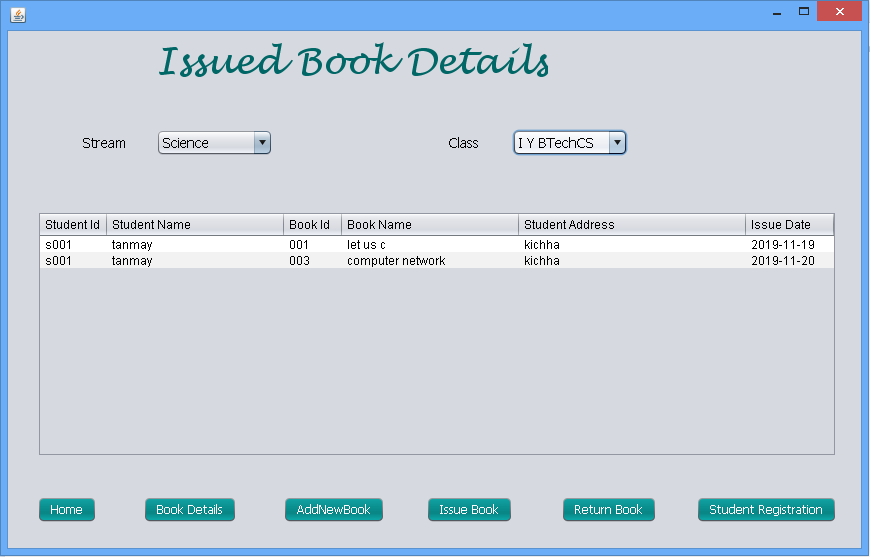 Issued Book Details
Stream Science Class I Y BTechCS
Student Id Student Name Book Id Book Name Student Address Issue Date
s001 tanmay 001 let us c kichha 2019-11-19
s001 tanmay 003 computer network kichha 2019-11-20
Home Book Details AddNewBook Issue Book Return Book Student Registration